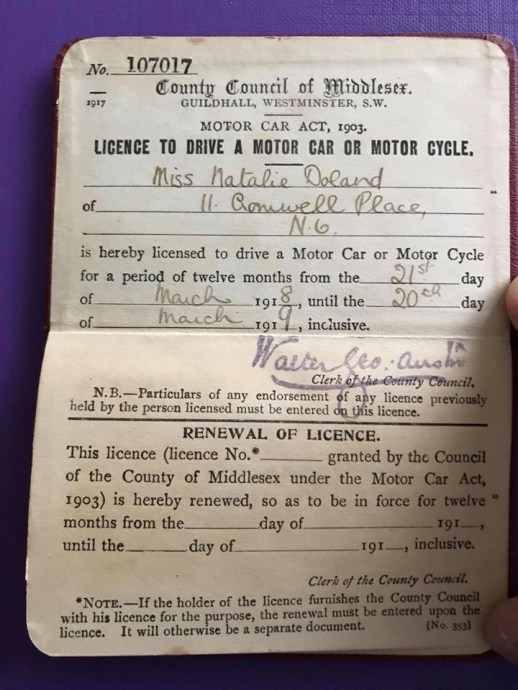 No. 107017
1917
County Council of Middlesex.
GUILDHALL, WESTMINSTER, S.W.
MOTOR CAR ACT, 1903.
LICENCE TO DRIVE A MOTOR CAR OR MOTOR CYCLE.
Miss Natalie Doland
of 11. Cromwell Place,
N.6.
is hereby licensed to drive a Motor Car or Motor Cycle
for a period of twelve months from the 21st day
of March 1918, until the 20th day
of March 1919, inclusive.
Walter Geo. Austin
Clerk of the County Council.
N.B.—Particulars of any endorsement of any licence previously
held by the person licensed must be entered on this licence.
RENEWAL OF LICENCE.
This licence (licence No.* granted by the Council
of the County of Middlesex under the Motor Car Act,
1903) is hereby renewed, so as to be in force for twelve
months from the day of 191 ,
until the day of 191 , inclusive.
Clerk of the County Council.
*NOTE.—If the holder of the licence furnishes the County Council
with his licence for the purpose, the renewal must be entered upon the
licence. It will otherwise be a separate document. [No. 353]